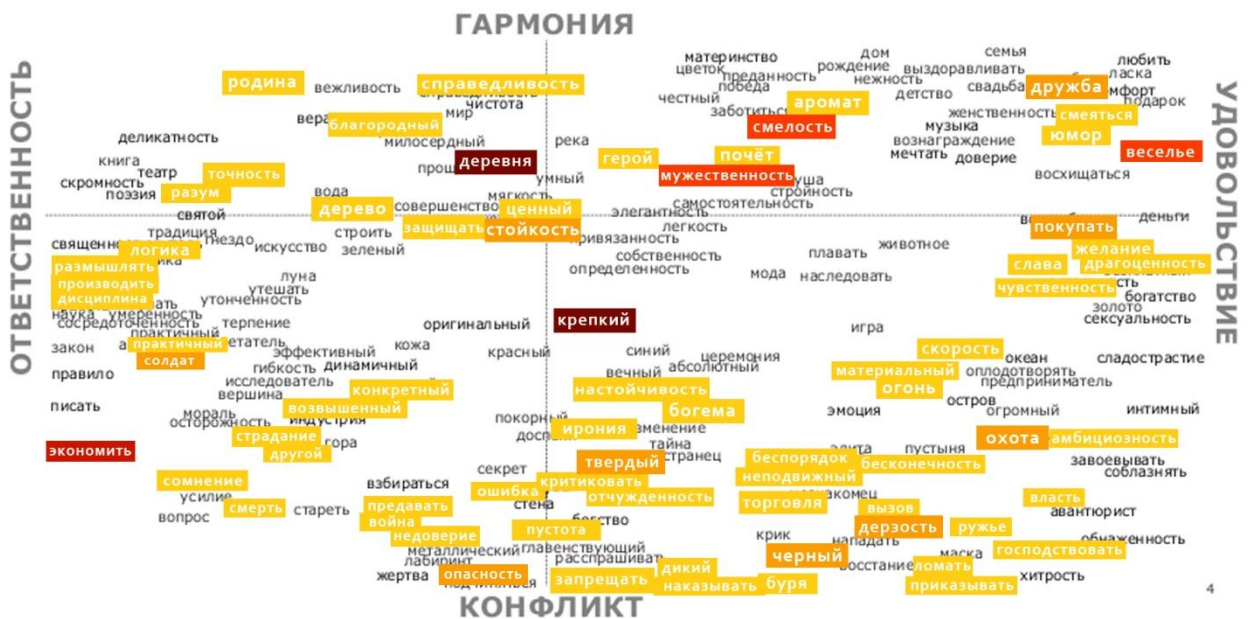 ГАРМОНИЯ
ОТВЕТСТВЕННОСТЬ
УДОВОЛЬСТВИЕ
материнство
дом
семья
любить
цветок
рождение
выздоравливать
ласка
родина
вежливость
справедливость
преданность
нежность
свадьба
дружба
победа
детство
подарок
чистота
честный
аромат
вера
мир
заботиться
женственность
смеяться
благородный
смелость
музыка
юмор
деликатность
милосердный
река
вознаграждение
книга
деревня
герой
почёт
мечтать
доверие
веселье
театр
точность
умный
мужественность
восхищаться
скромность
поэзия
разум
вода
мягкость
стройность
дерево
совершенство
ценный
самостоятельность
святой
элегантность
деньги
традиция
строить
защищать
стойкость
легкость
покупать
гнездо
искусство
зеленый
животное
логика
собственность
плавать
желание
размышлять
определенность
мода
наследовать
слава
драгоценность
производить
луна
утешать
чувственность
дисциплина
утонченность
богатство
наука
умеренность
золото
сосредоточенность
терпение
оригинальный
крепкий
игра
сексуальность
практичный
практичный
закон
кожа
скорость
солдат
эффективный
красный
синий
церемония
океан
сладострастие
правило
гибкость
динамичный
вечный
абсолютный
материальный
оплодотворять
исследователь
конкретный
настойчивость
огонь
предприниматель
вершина
писать
мораль
возвышенный
богема
эмоция
остров
огромный
интимный
осторожность
индустрия
покорный
ирония
страдание
гора
тайна
охота
амбициозность
экономить
другой
твердый
беспорядок
пустыня
бесконечность
завоевывать
секрет
неподвижный
соблазнять
сомнение
взбираться
критиковать
усилие
ошибка
отчужденность
власть
смерть
стареть
предавать
стена
торговля
вызов
авантюрист
вопрос
война
пустота
дерзость
ружье
недоверие
крик
нападать
обнаженность
металлический
главенствующий
черный
маска
господствовать
лабиринт
расспрашивать
восстание
ломать
жертва
опасность
дикий
хитрость
запрещать
наказывать
буря
приказывать
4
КОНФЛИКТ